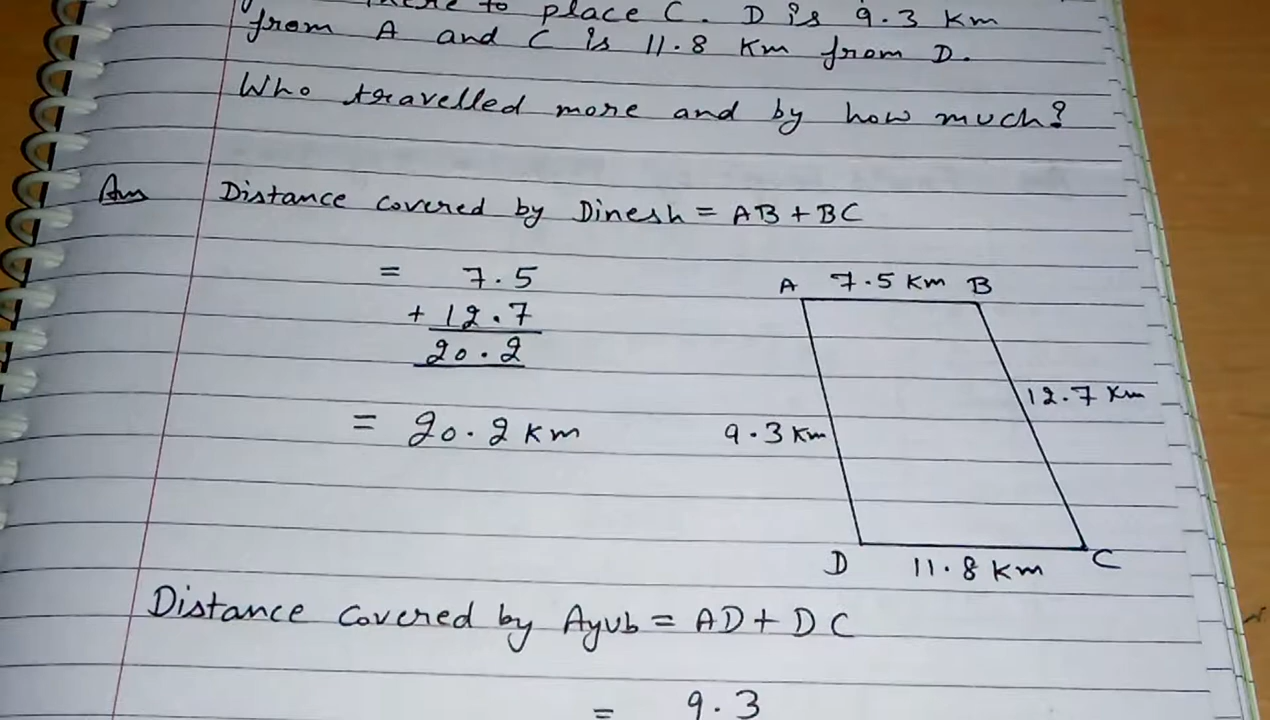 to place C. D is 9.3 Km
from A and C is 11.8 Km from D.
Who travelled more and by how much?
Ans Distance covered by Dinesh = AB + BC
= 7.5
+ 12.7
20.2
= 20.2 km
A 7.5 Km B
12.7 Km
9.3 Km
D 11.8 Km C
Distance covered by Ayub = AD + DC
= 9.3